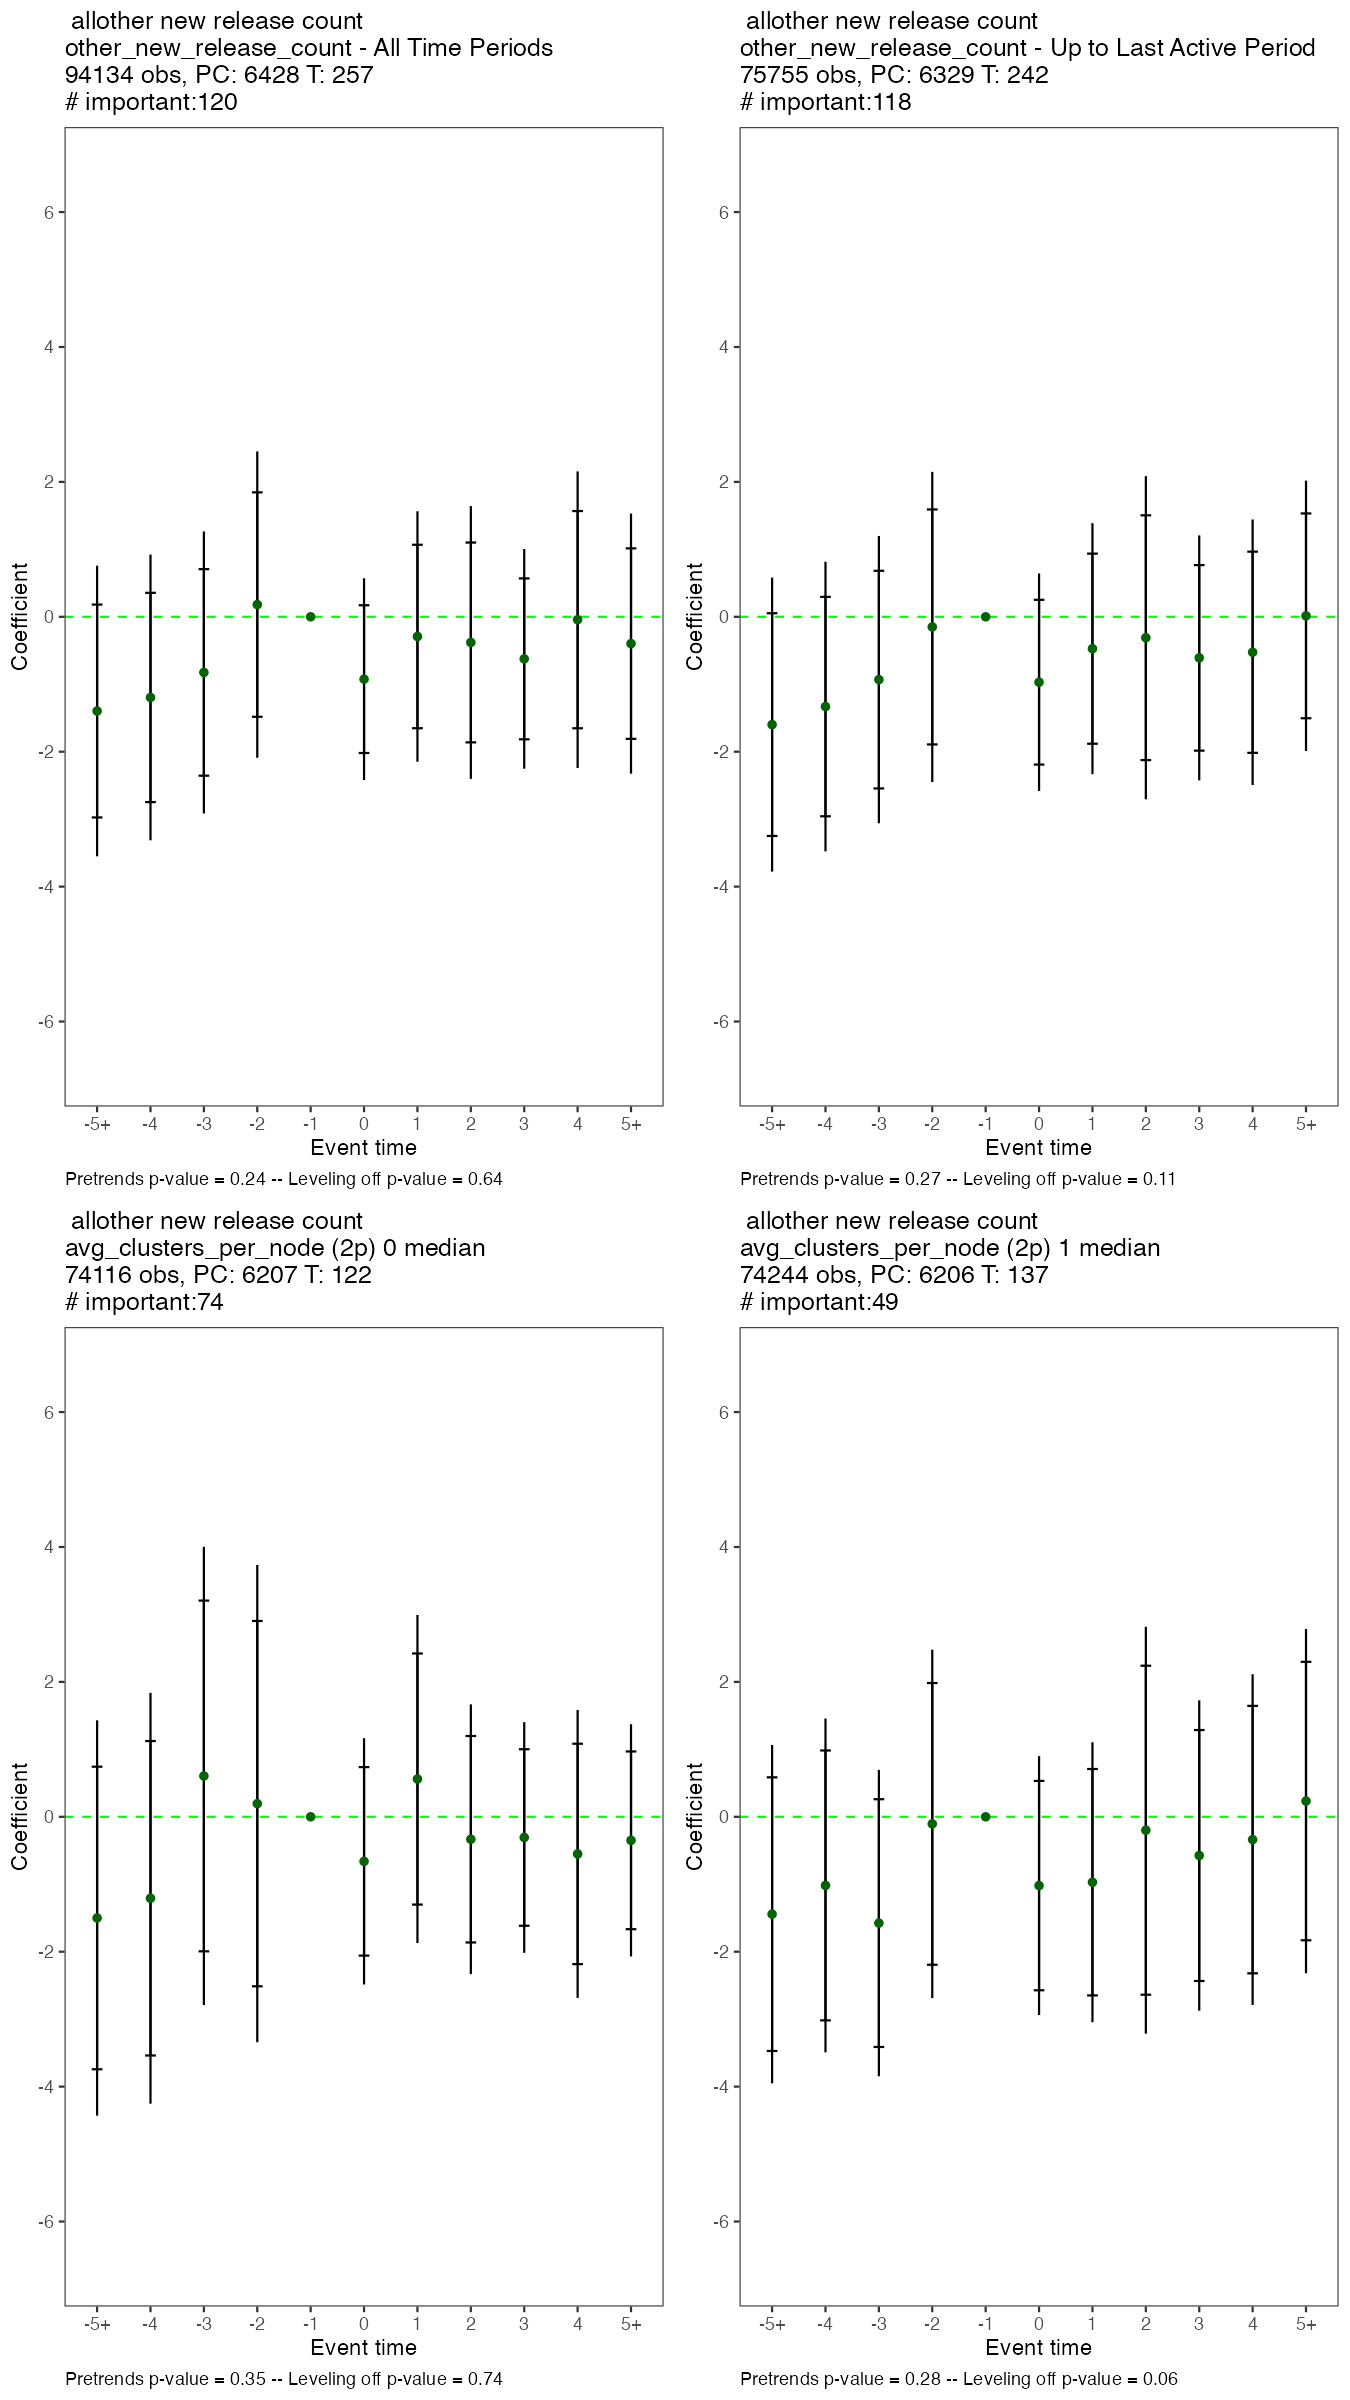 allother new release count
other_new_release_count - All Time Periods
94134 obs, PC: 6428 T: 257
# important:120
6
4
2
0
-2
-4
-6
Coefficient
-5+ -4 -3 -2 -1 0 1 2 3 4 5+
Event time
Pretrends p-value = 0.24 -- Leveling off p-value = 0.64
allother new release count
other_new_release_count - Up to Last Active Period
75755 obs, PC: 6329 T: 242
# important:118
6
4
2
0
-2
-4
-6
Coefficient
-5+ -4 -3 -2 -1 0 1 2 3 4 5+
Event time
Pretrends p-value = 0.27 -- Leveling off p-value = 0.11
allother new release count
avg_clusters_per_node (2p) 0 median
74116 obs, PC: 6207 T: 122
# important:74
6
4
2
0
-2
-4
-6
Coefficient
-5+ -4 -3 -2 -1 0 1 2 3 4 5+
Event time
Pretrends p-value = 0.35 -- Leveling off p-value = 0.74
allother new release count
avg_clusters_per_node (2p) 1 median
74244 obs, PC: 6206 T: 137
# important:49
6
4
2
0
-2
-4
-6
Coefficient
-5+ -4 -3 -2 -1 0 1 2 3 4 5+
Event time
Pretrends p-value = 0.28 -- Leveling off p-value = 0.06